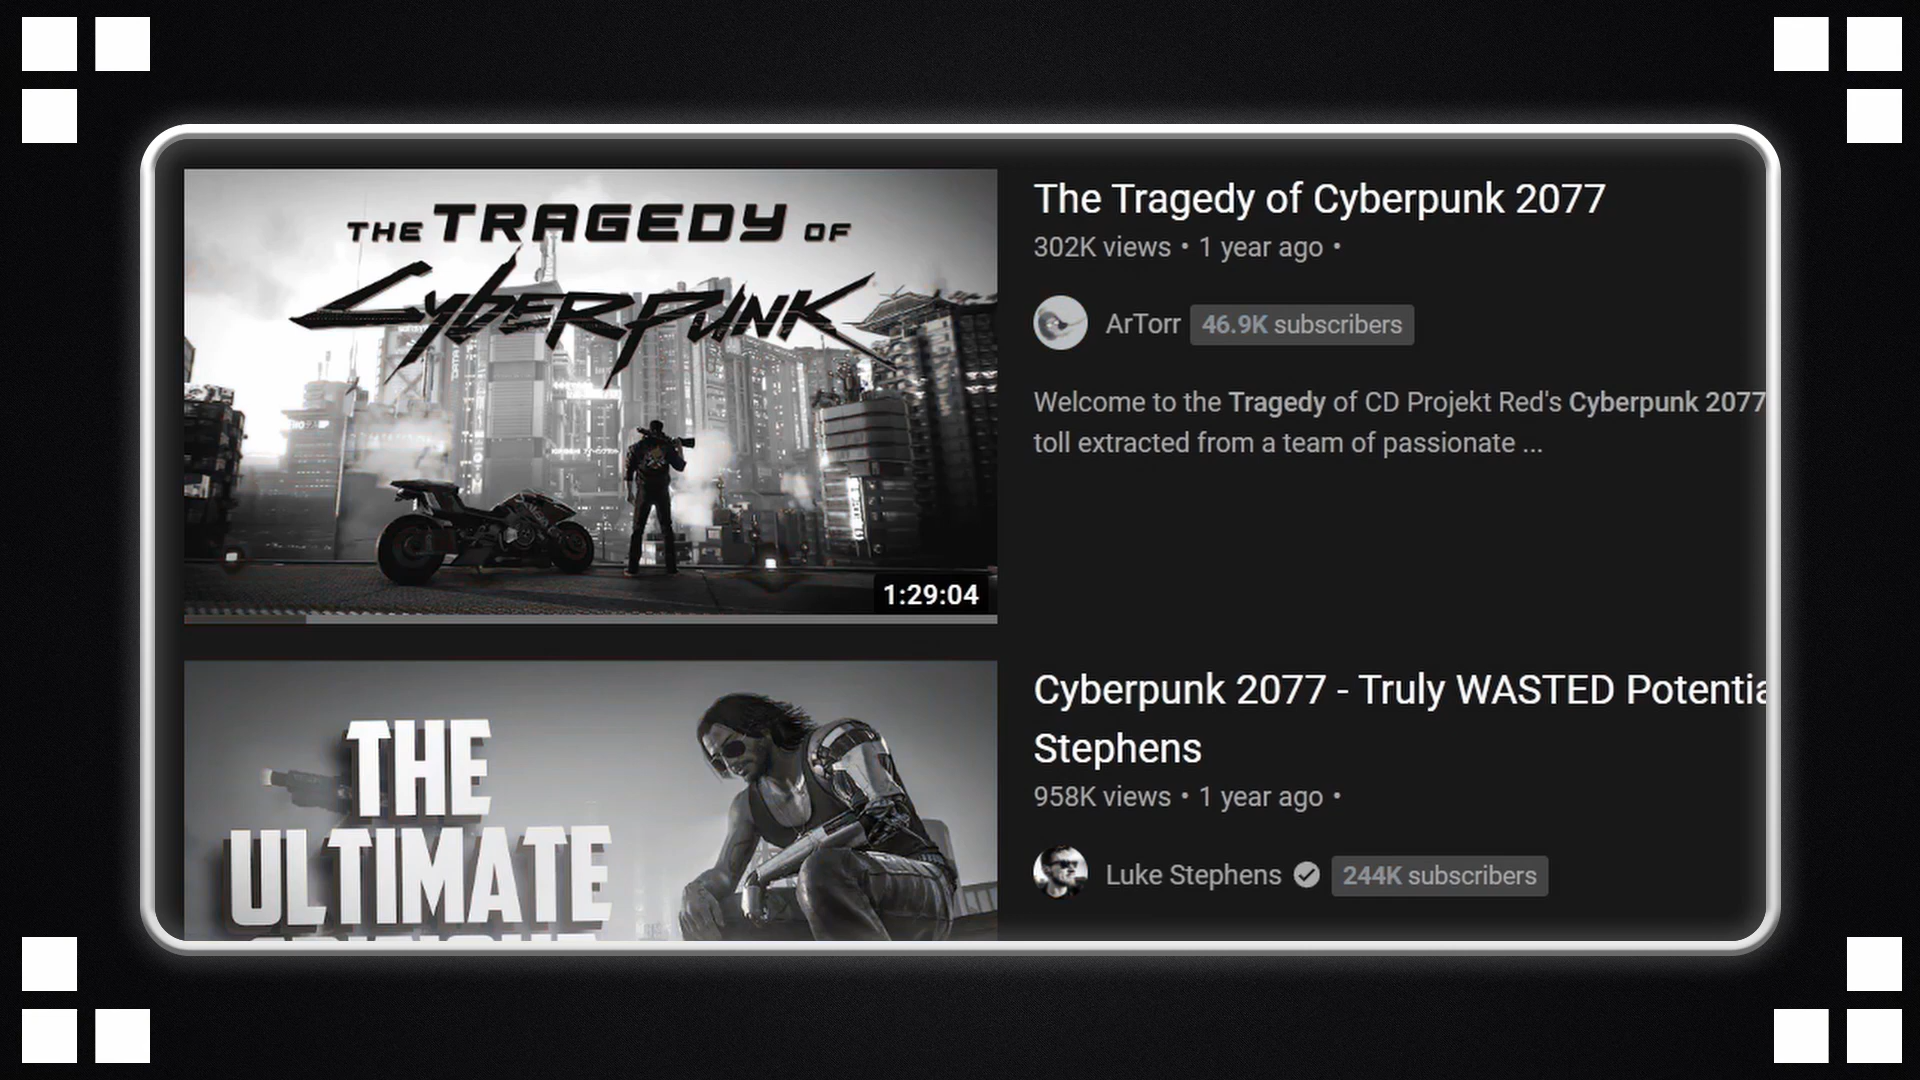 THE TRAGEDY OF
CYBERPUNK
1:29:04
The Tragedy of Cyberpunk 2077
302K views • 1 year ago •
ArTorr 46.9K subscribers
Welcome to the Tragedy of CD Projekt Red's Cyberpunk 2077
toll extracted from a team of passionate ...
THE
ULTIMATE
Cyberpunk 2077 - Truly WASTED Potentia
Stephens
958K views • 1 year ago •
Luke Stephens 244K subscribers